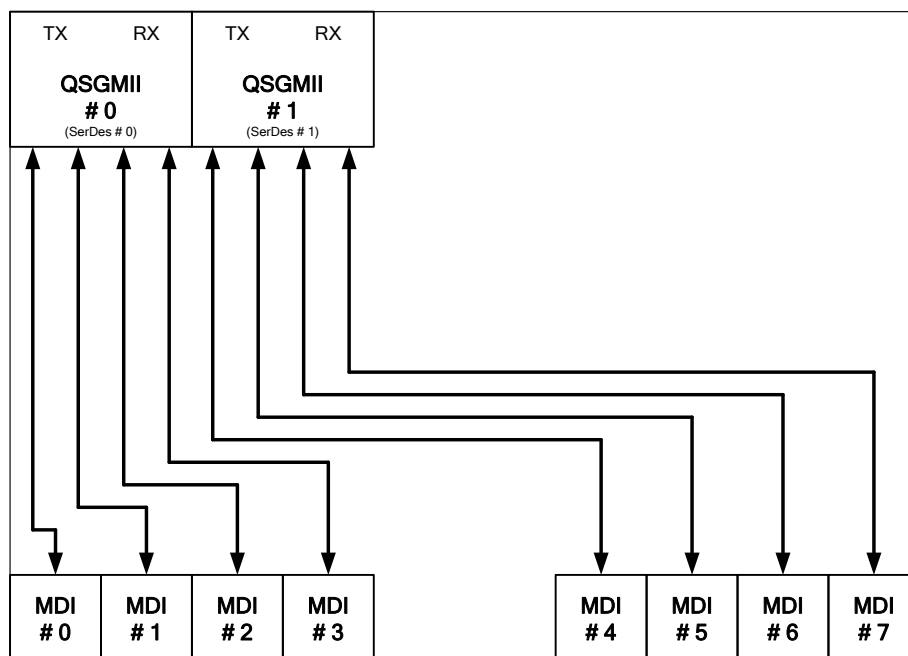 TX RX TX RX
QSGMII QSGMII
# 0 # 1
(SerDes # 0) (SerDes # 1)
MDI MDI MDI MDI MDI MDI MDI MDI
# 0 # 1 # 2 # 3 # 4 # 5 # 6 # 7